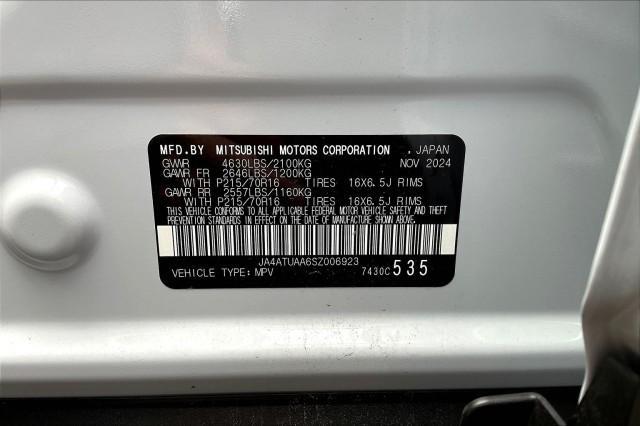 MFD.BY MITSUBISHI MOTORS CORPORATION , JAPAN
GVWR 4630LBS/2100KG NOV 2024
GAWR FR 2646LBS/1200KG
WITH P215/70R16 TIRES 16X6.5J RIMS
GAWR RR 2557LBS/1160KG
WITH P215/70R16 TIRES 16X6.5J RIMS
THIS VEHICLE CONFORMS TO ALL APPLICABLE FEDERAL MOTOR VEHICLE SAFETY AND THEFT
PREVENTION STANDARDS IN EFFECT ON THE DATE OF MANUFACTURE SHOWN ABOVE.
JA4ATUAA6SZ006923
VEHICLE TYPE:MPV 7430C 535